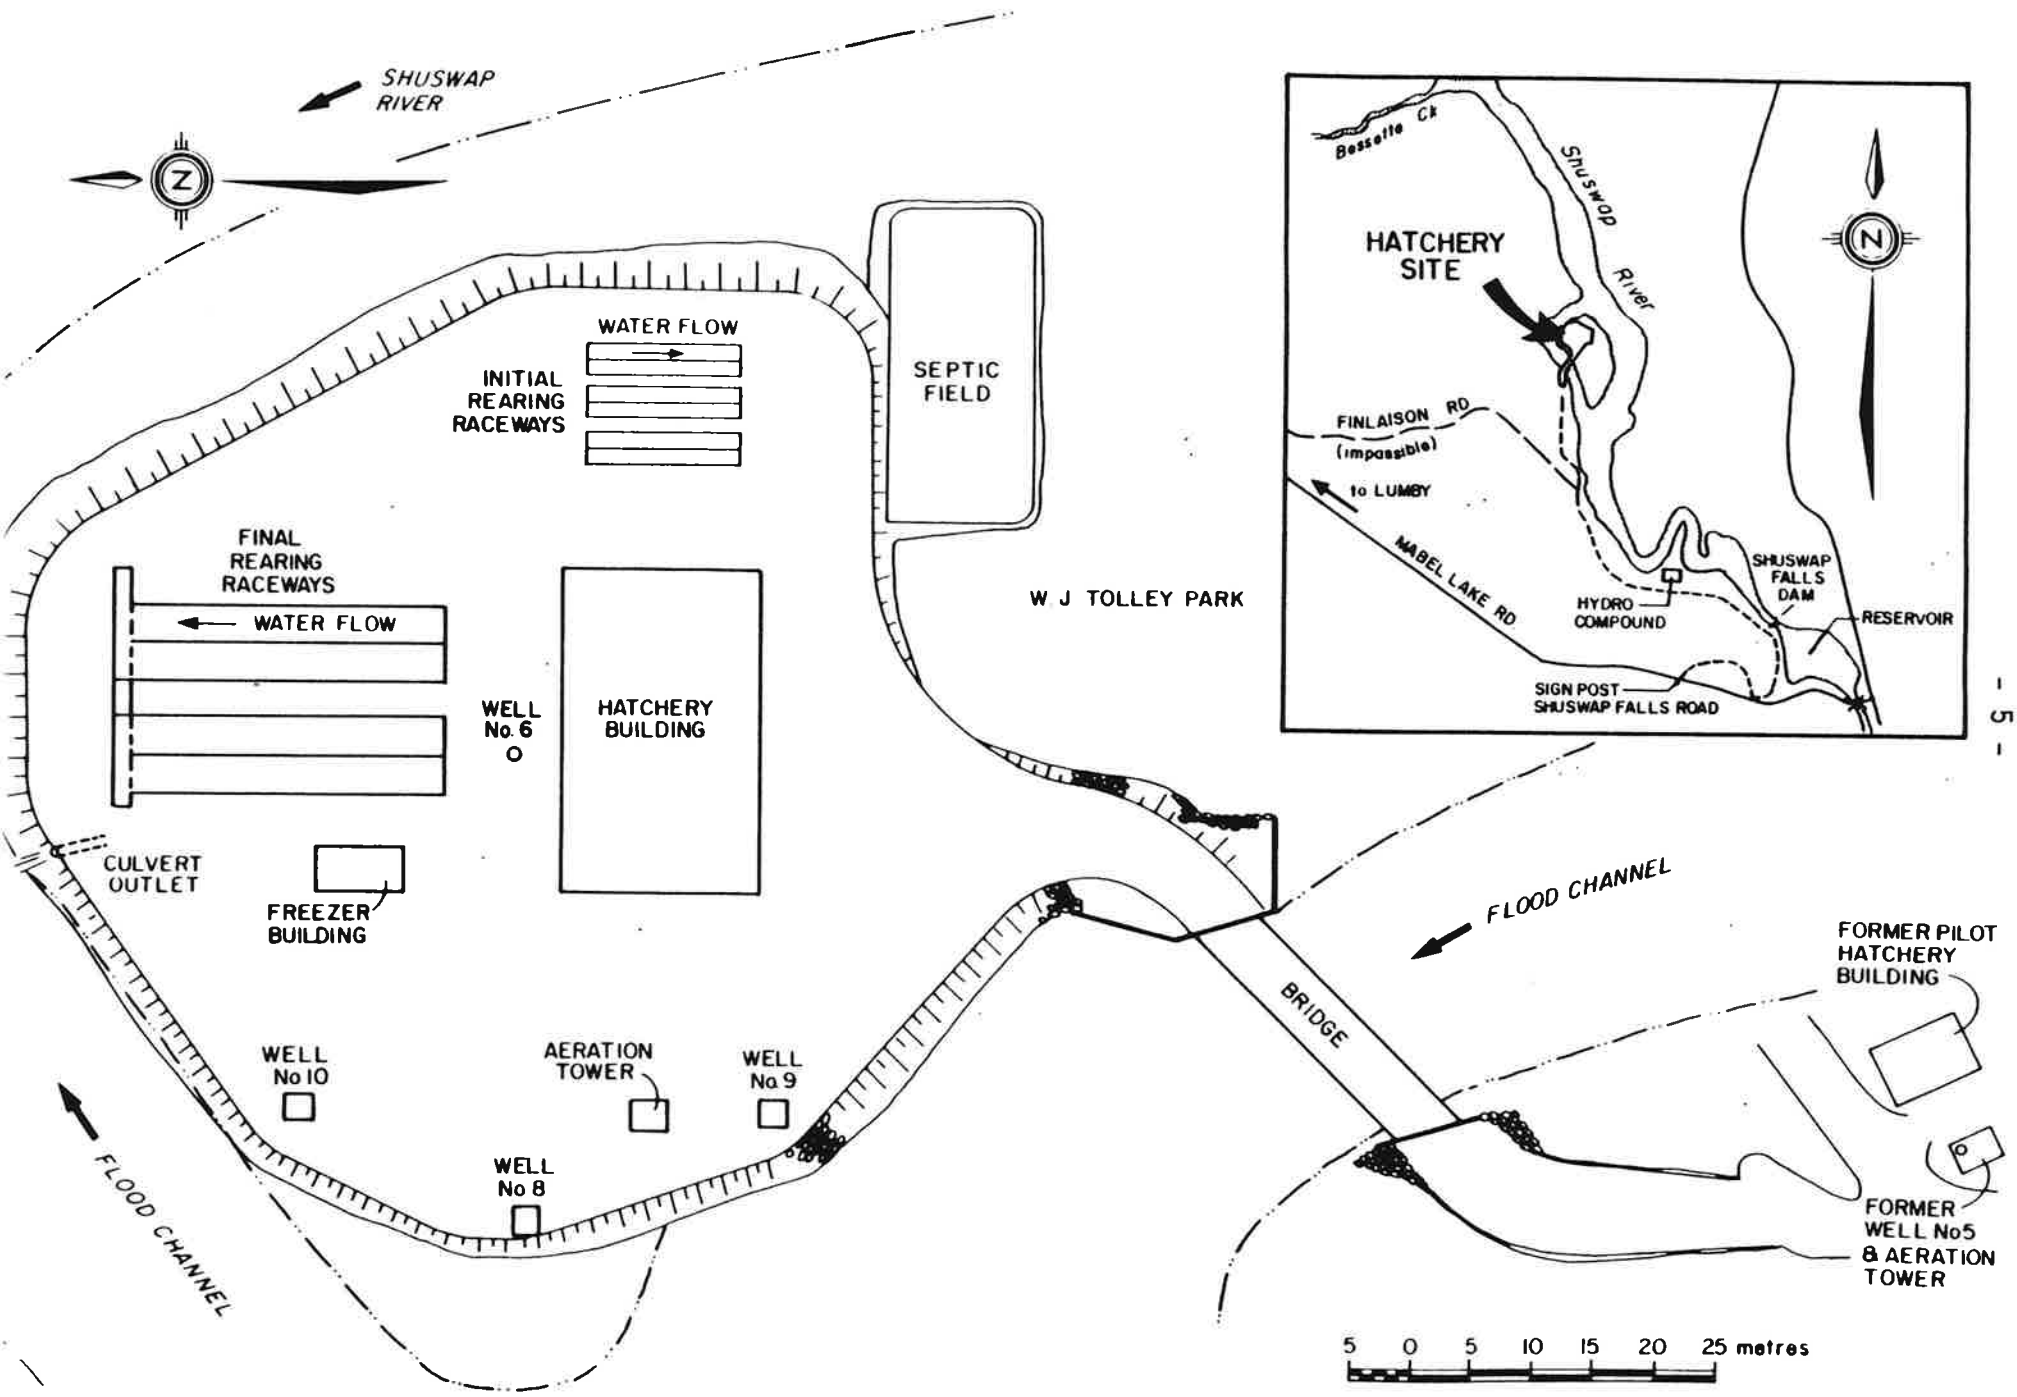 SHUSWAP
RIVER
N
WATER FLOW
INITIAL
REARING
RACEWAYS
SEPTIC
FIELD
FINAL
REARING
RACEWAYS
WATER FLOW
WELL
No. 6
HATCHERY
BUILDING
W. J TOLLEY PARK
CULVERT
OUTLET
FREEZER
BUILDING
WELL
No 10
AERATION
TOWER
WELL
No. 9
WELL
No 8
FLOOD CHANNEL
BRIDGE
FLOOD CHANNEL
FORMER PILOT
HATCHERY
BUILDING
FORMER
WELL No 5
& AERATION
TOWER
5 0 5 10 15 20 25 metres
Bessette Ck
Shuswap
River
N
HATCHERY
SITE
FINLAISON RD
(impassible)
to LUMBY
MABEL LAKE RD
SHUSWAP
FALLS
DAM
HYDRO
COMPOUND
RESERVOIR
SIGN POST
SHUSWAP FALLS ROAD
- 5 -